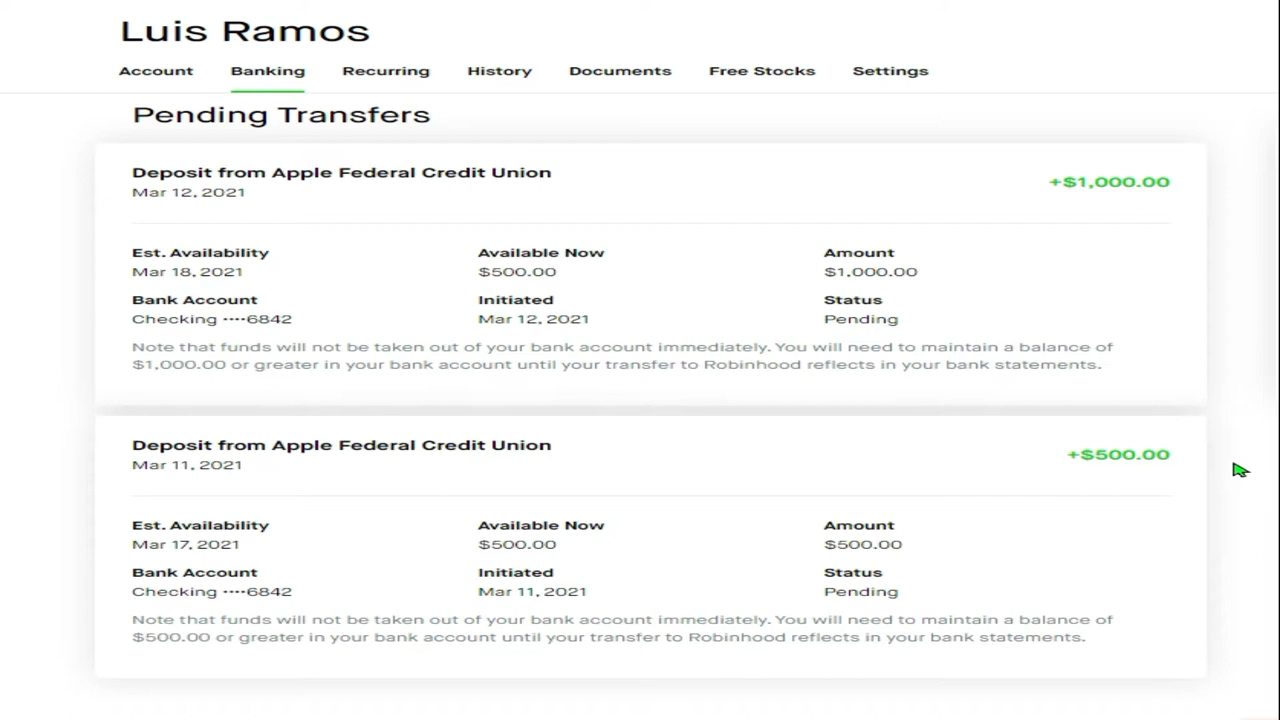 Luis Ramos
Account Banking Recurring History Documents Free Stocks Settings
Pending Transfers
Deposit from Apple Federal Credit Union
Mar 12, 2021
+$1,000.00
Est. Availability Available Now Amount
Mar 18, 2021 $500.00 $1,000.00
Bank Account Initiated Status
Checking ····6842 Mar 12, 2021 Pending
Note that funds will not be taken out of your bank account immediately. You will need to maintain a balance of
$1,000.00 or greater in your bank account until your transfer to Robinhood reflects in your bank statements.
Deposit from Apple Federal Credit Union
Mar 11, 2021
+$500.00
Est. Availability Available Now Amount
Mar 17, 2021 $500.00 $500.00
Bank Account Initiated Status
Checking ····6842 Mar 11, 2021 Pending
Note that funds will not be taken out of your bank account immediately. You will need to maintain a balance of
$500.00 or greater in your bank account until your transfer to Robinhood reflects in your bank statements.